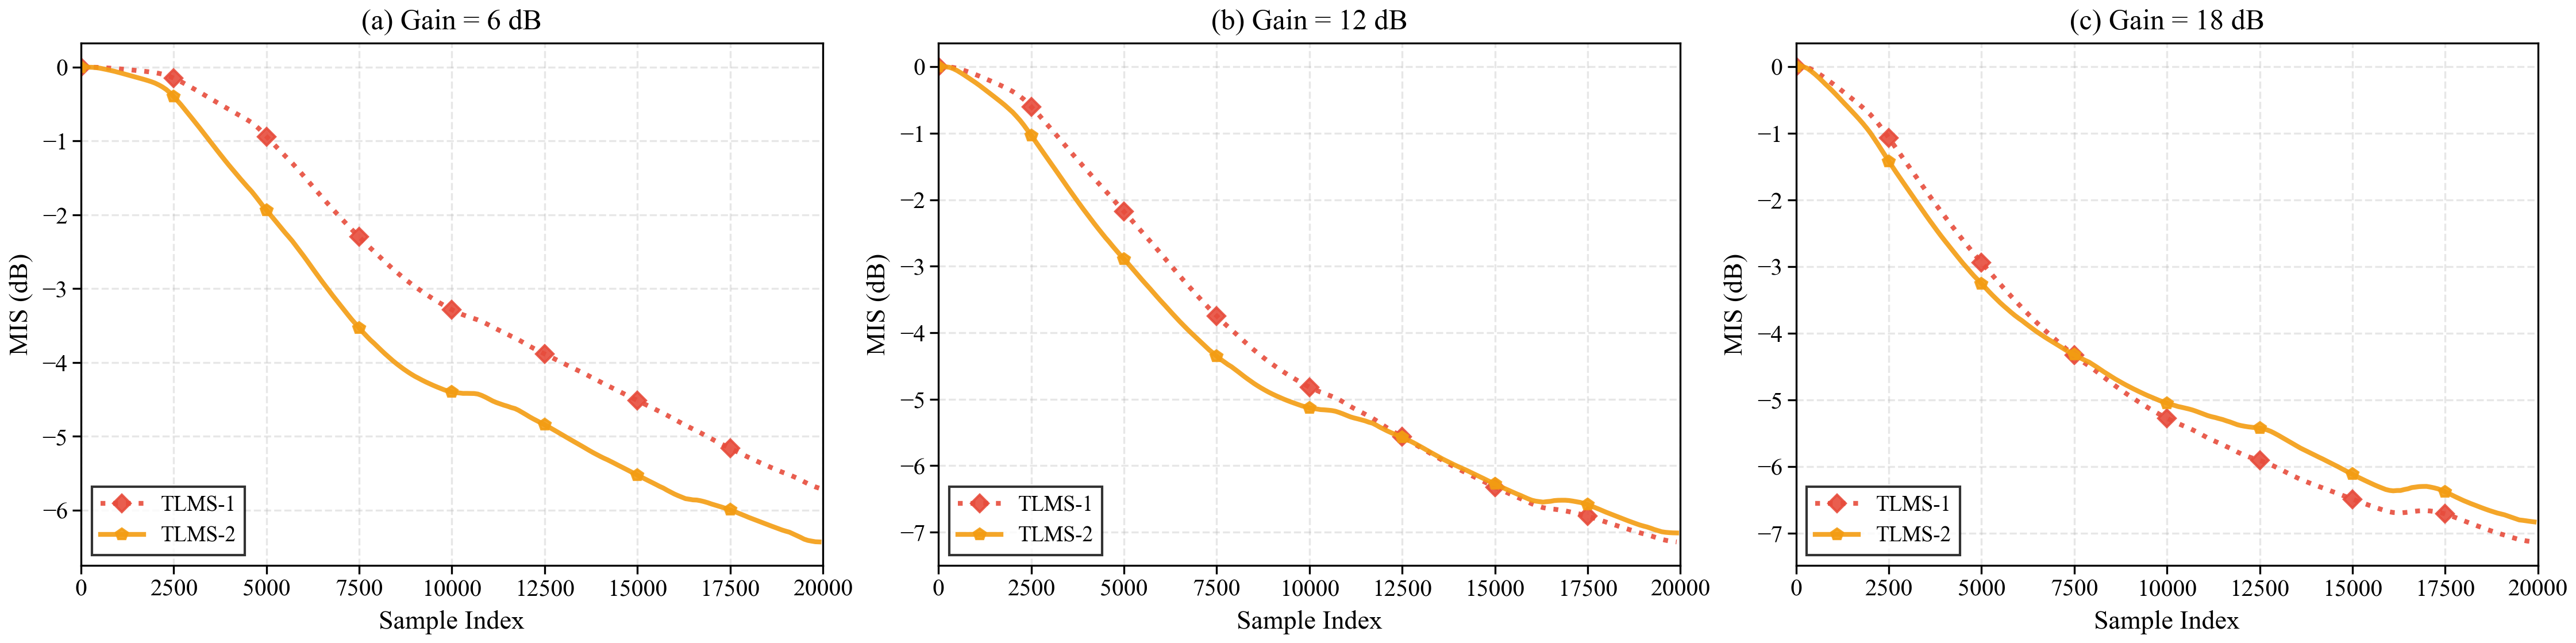 (a) Gain = 6 dB
MIS (dB)
0
−1
−2
−3
−4
−5
−6
TLMS-1
TLMS-2
0 2500 5000 7500 10000 12500 15000 17500 20000
Sample Index
(b) Gain = 12 dB
MIS (dB)
0
−1
−2
−3
−4
−5
−6
−7
TLMS-1
TLMS-2
0 2500 5000 7500 10000 12500 15000 17500 20000
Sample Index
(c) Gain = 18 dB
MIS (dB)
0
−1
−2
−3
−4
−5
−6
−7
TLMS-1
TLMS-2
0 2500 5000 7500 10000 12500 15000 17500 20000
Sample Index